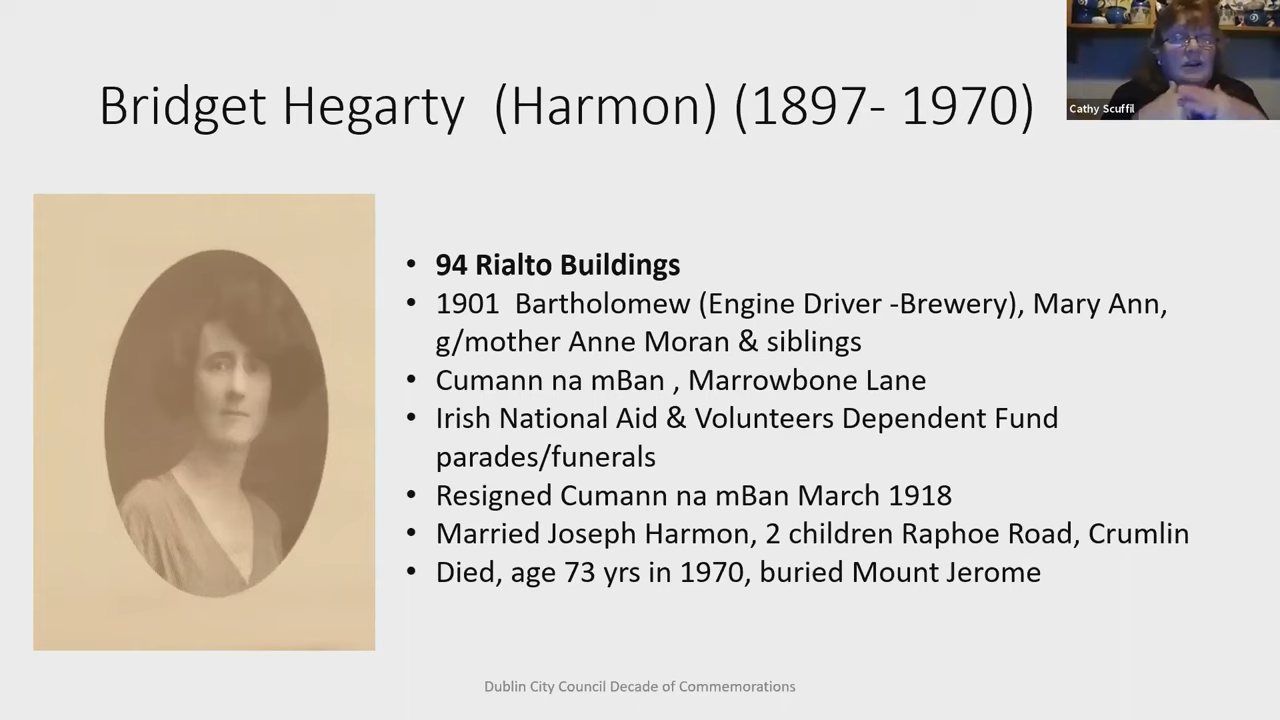 Bridget Hegarty (Harmon) (1897- 1970)
Cathy Scuffil
• 94 Rialto Buildings
• 1901 Bartholomew (Engine Driver -Brewery), Mary Ann,
g/mother Anne Moran & siblings
• Cumann na mBan , Marrowbone Lane
• Irish National Aid & Volunteers Dependent Fund
parades/funerals
• Resigned Cumann na mBan March 1918
• Married Joseph Harmon, 2 children Raphoe Road, Crumlin
• Died, age 73 yrs in 1970, buried Mount Jerome
Dublin City Council Decade of Commemorations